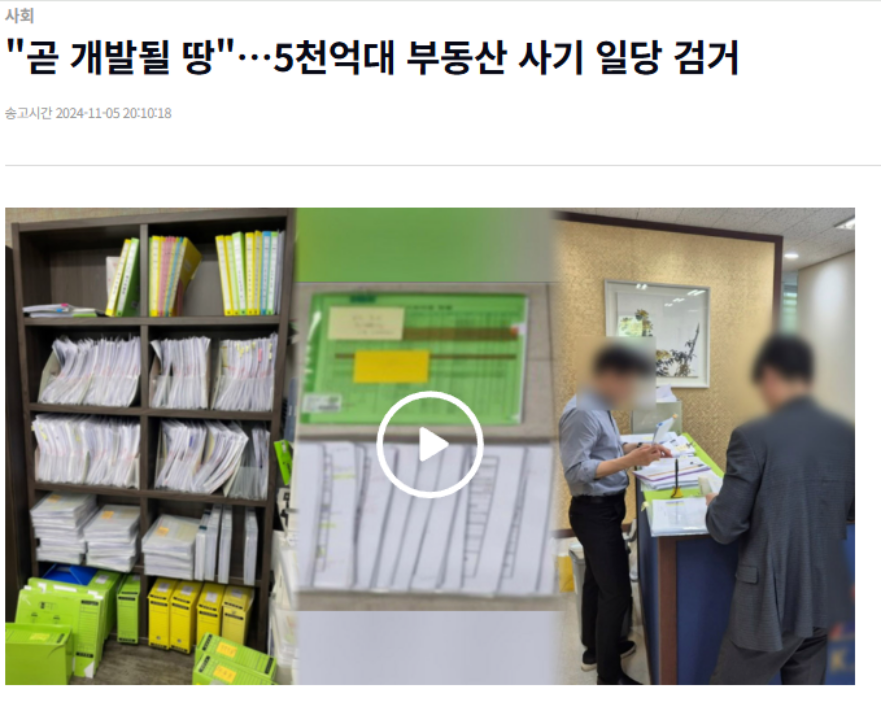 사회
"곧 개발될 땅"…5천억대 부동산 사기 일당 검거
송고시간 2024-11-05 20:10:18